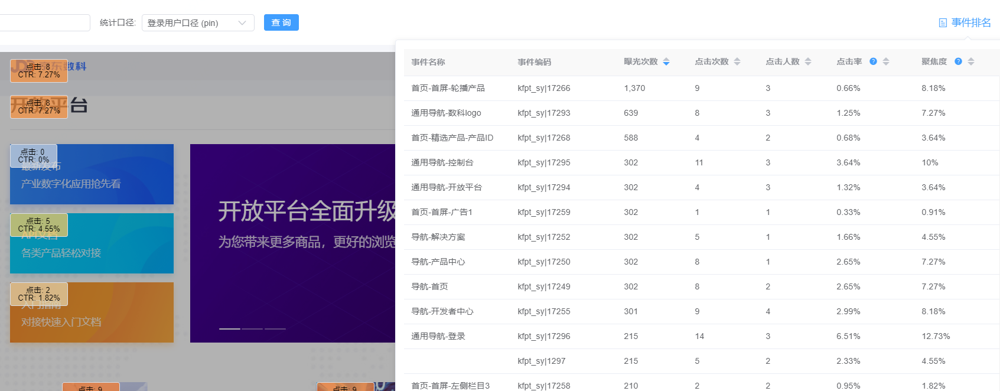 统计口径: 登录用户口径 (pin) 查 询
事件排名
点击: 8
CTR: 7.27%
数科
点击: 8
CTR: 7.27%
开放平台
点击: 0
CTR: 0%
最新发布
产业数字化应用抢先看
点击: 5
CTR: 4.55%
API文档
各类产品轻松对接
点击: 2
CTR: 1.82%
入门指南
对接快速入门文档
开放平台全面升级
为您带来更多商品，更好的浏览
点击: 9
点击: 9
事件名称 事件编码 曝光次数 点击次数 点击人数 点击率 ? 聚焦度 ?
首页-首屏-轮播产品 kfpt_sy|17266 1,370 9 3 0.66% 8.18%
通用导航-数科logo kfpt_sy|17293 639 8 3 1.25% 7.27%
首页-精选产品-产品ID kfpt_sy|17268 588 4 2 0.68% 3.64%
通用导航-控制台 kfpt_sy|17295 302 11 3 3.64% 10%
通用导航-开放平台 kfpt_sy|17294 302 4 3 1.32% 3.64%
首页-首屏-广告1 kfpt_sy|17259 302 1 1 0.33% 0.91%
导航-解决方案 kfpt_sy|17252 302 5 1 1.66% 4.55%
导航-产品中心 kfpt_sy|17250 302 8 1 2.65% 7.27%
导航-首页 kfpt_sy|17249 302 8 2 2.65% 7.27%
导航-开发者中心 kfpt_sy|17255 301 9 4 2.99% 8.18%
通用导航-登录 kfpt_sy|17296 215 14 3 6.51% 12.73%
kfpt_sy|1297 215 5 2 2.33% 4.55%
首页-首屏-左侧栏目3 kfpt_sy|17258 210 2 2 0.95% 1.82%